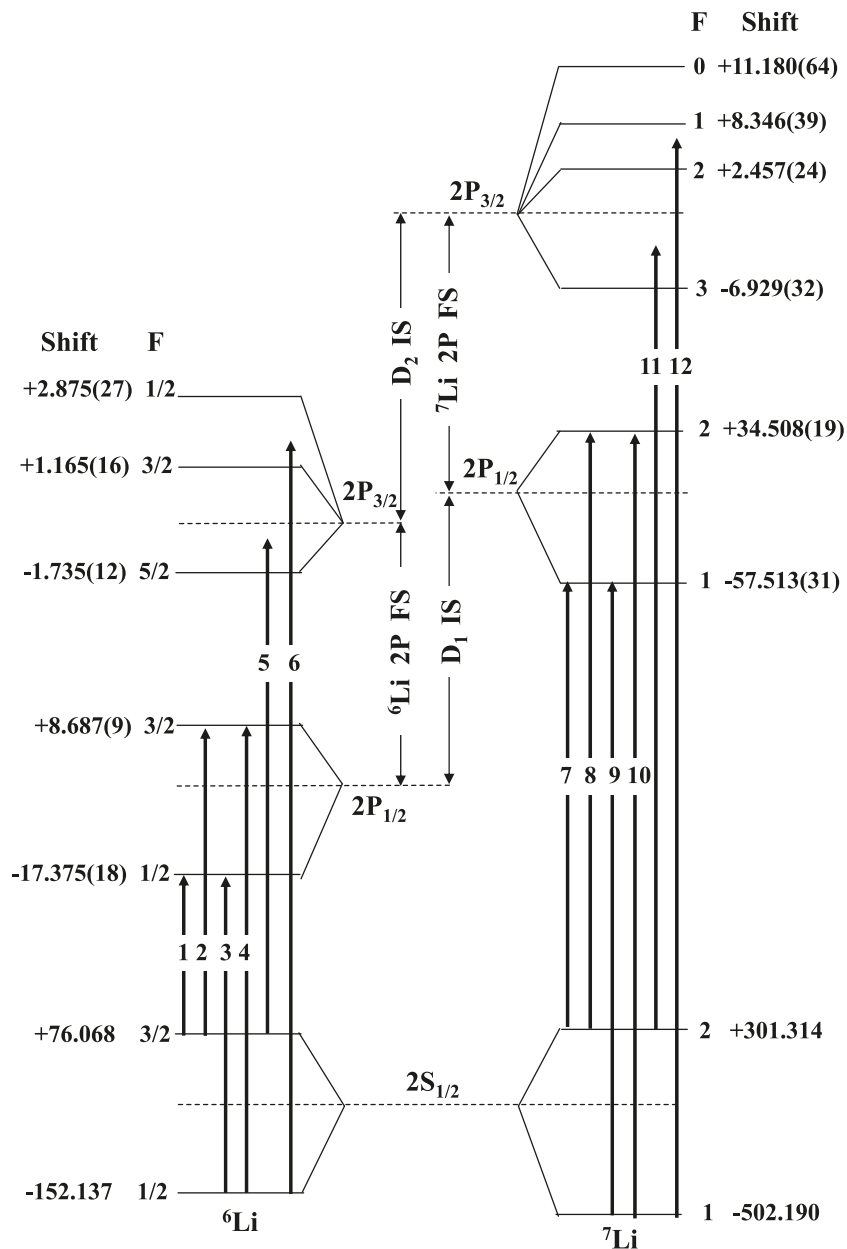 F Shift
0 +11.180(64)
1 +8.346(39)
2 +2.457(24)
2P3/2
3 -6.929(32)
Shift F
D2 IS
7Li 2P FS
11 12
+2.875(27) 1/2
2 +34.508(19)
+1.165(16) 3/2
2P3/2
2P1/2
-1.735(12) 5/2
1 -57.513(31)
6Li 2P FS
D1 IS
5 6
+8.687(9) 3/2
7 8 9 10
2P1/2
-17.375(18) 1/2
1 2 3 4
+76.068 3/2
2 +301.314
2S1/2
-152.137 1/2
1 -502.190
6Li
7Li